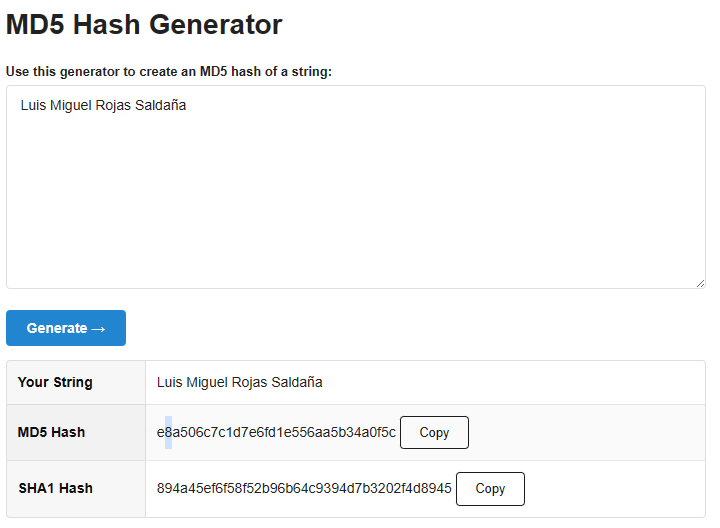 MD5 Hash Generator
Use this generator to create an MD5 hash of a string:
Luis Miguel Rojas Saldaña
Generate →
Your String Luis Miguel Rojas Saldaña
MD5 Hash e8a506c7c1d7e6fd1e556aa5b34a0f5c Copy
SHA1 Hash 894a45ef6f58f52b96b64c9394d7b3202f4d8945 Copy